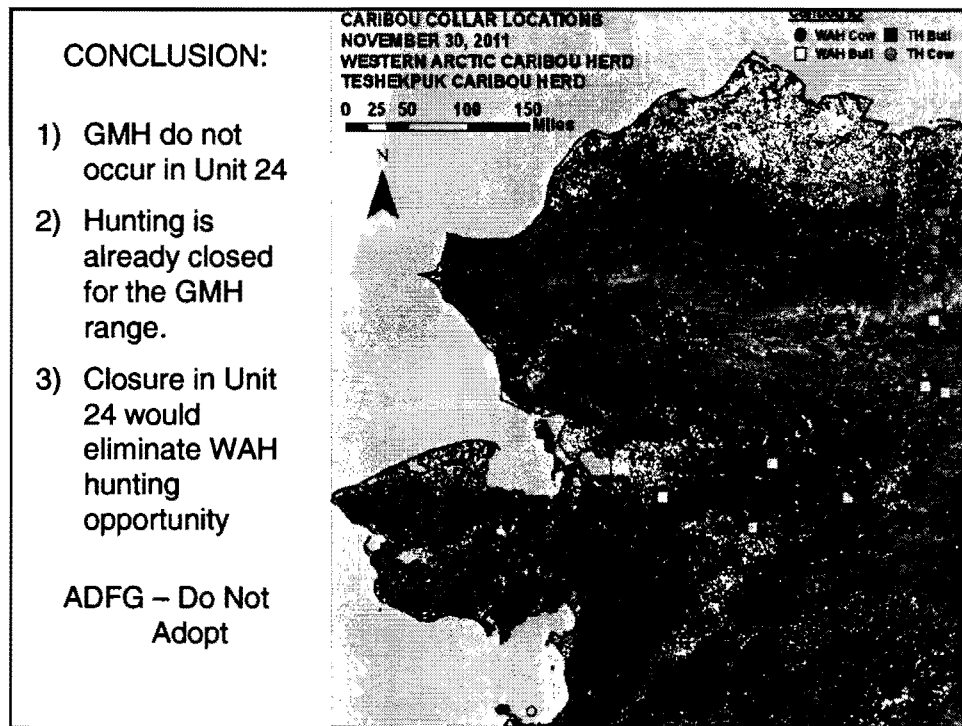 CONCLUSION:
1) GMH do not
occur in Unit 24
2) Hunting is
already closed
for the GMH
range.
3) Closure in Unit
24 would
eliminate WAH
hunting
opportunity
ADFG – Do Not
Adopt
CARIBOU COLLAR LOCATIONS
NOVEMBER 30, 2011
WESTERN ARCTIC CARIBOU HERD
TESHEKPUK CARIBOU HERD
0 25 50 100 150
Miles
N
WAH Cow TH Bull
WAH Bull TH Cow